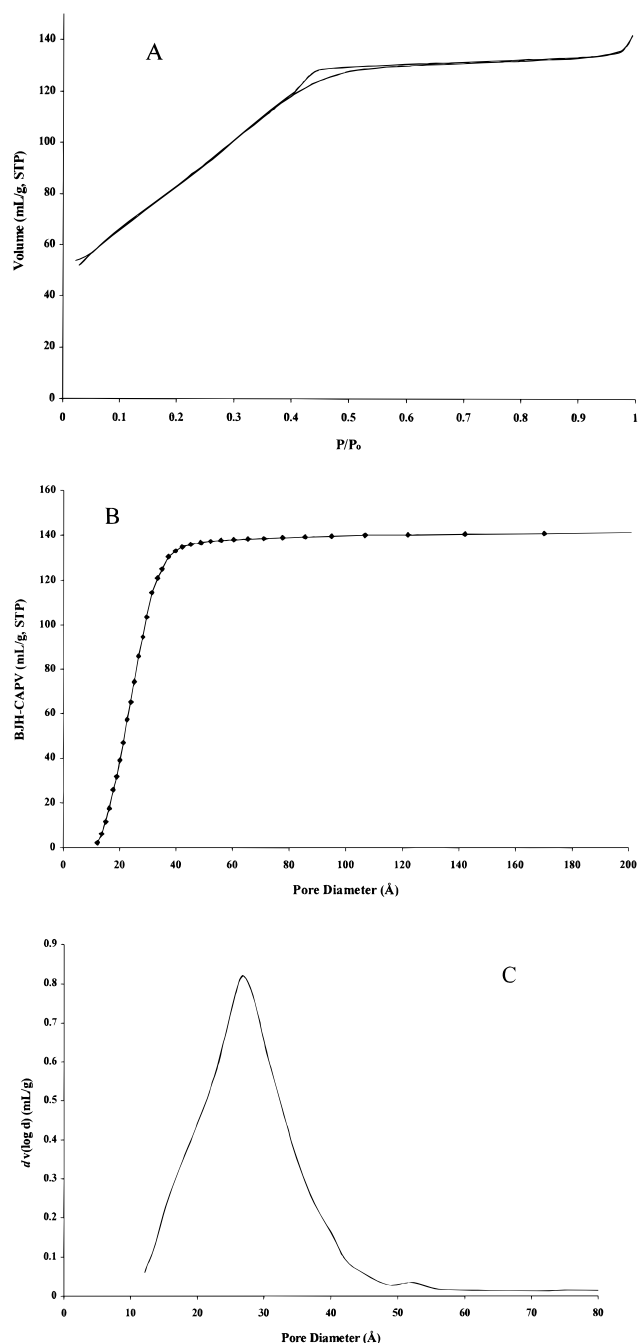 A
Volume (mL/g, STP)
140
120
100
80
60
40
20
0
0 0.1 0.2 0.3 0.4 0.5 0.6 0.7 0.8 0.9 1
P/Po
B
BJH-CAPV (mL/g, STP)
160
140
120
100
80
60
40
20
0
0 20 40 60 80 100 120 140 160 180 200
Pore Diameter (Å)
C
d v(log d) (mL/g)
0.9
0.8
0.7
0.6
0.5
0.4
0.3
0.2
0.1
0
0 10 20 30 40 50 60 70 80
Pore Diameter (Å)